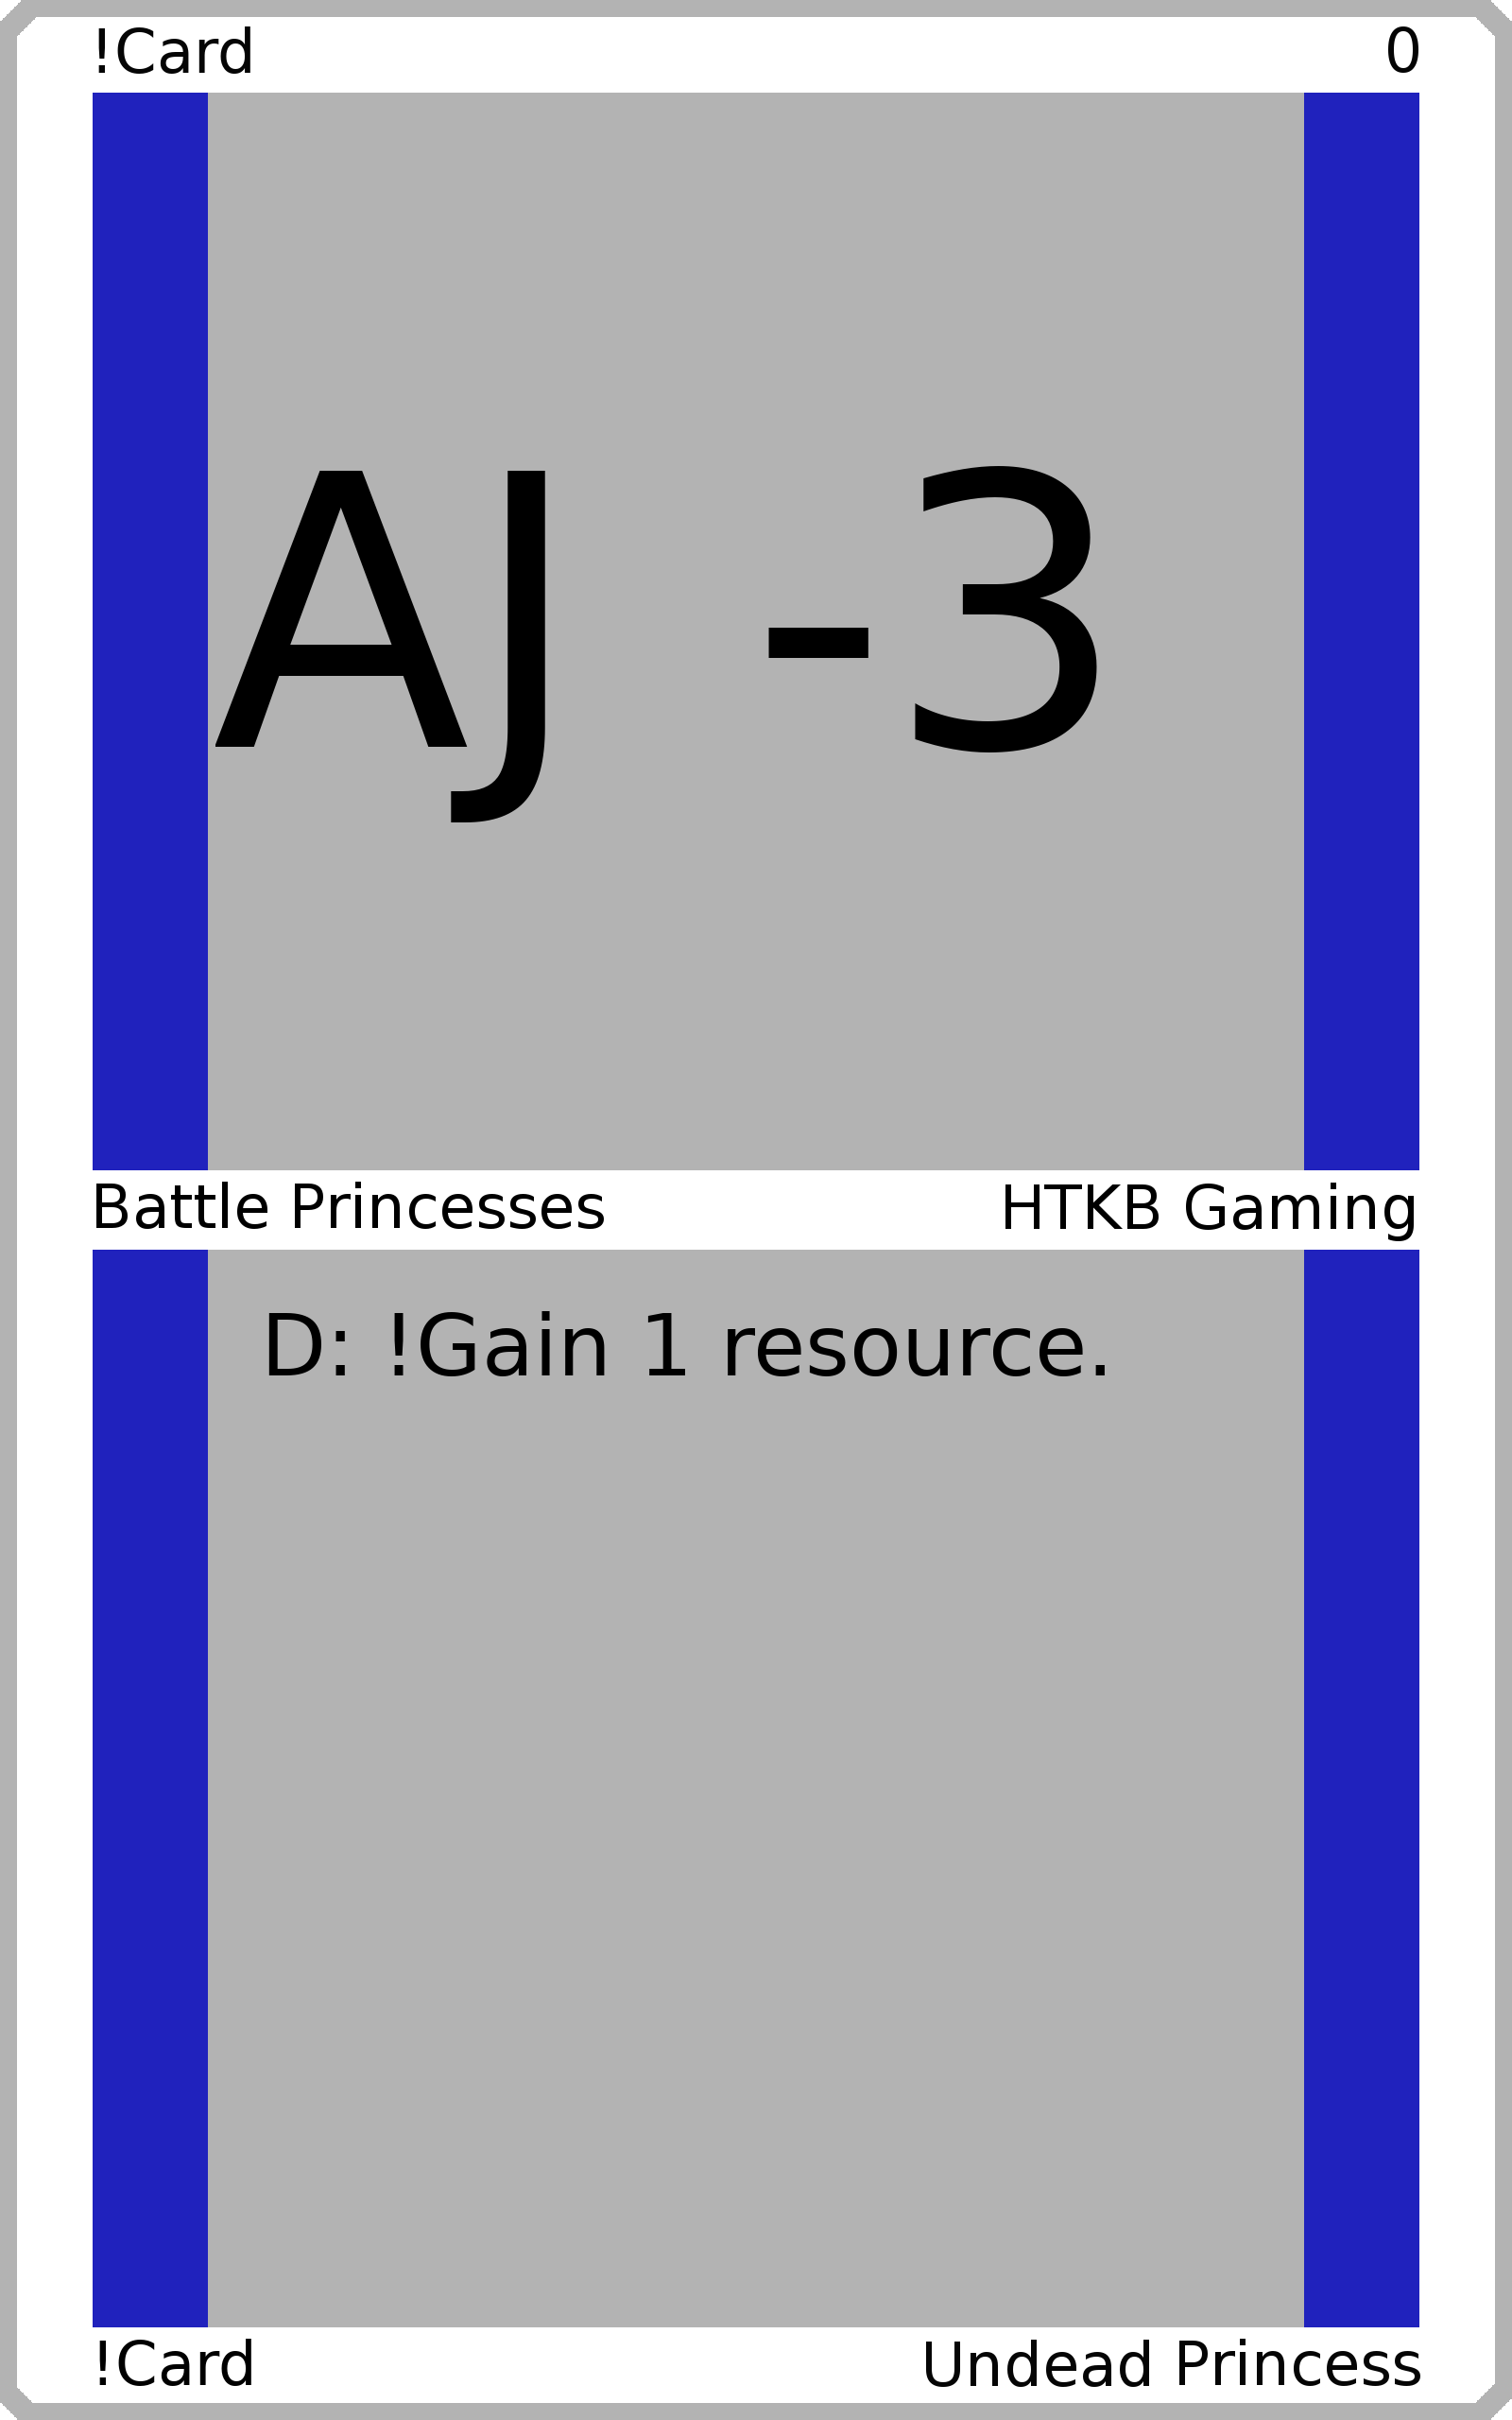 !Card 0
AJ -3
Battle Princesses HTKB Gaming
D: !Gain 1 resource.
!Card Undead Princess